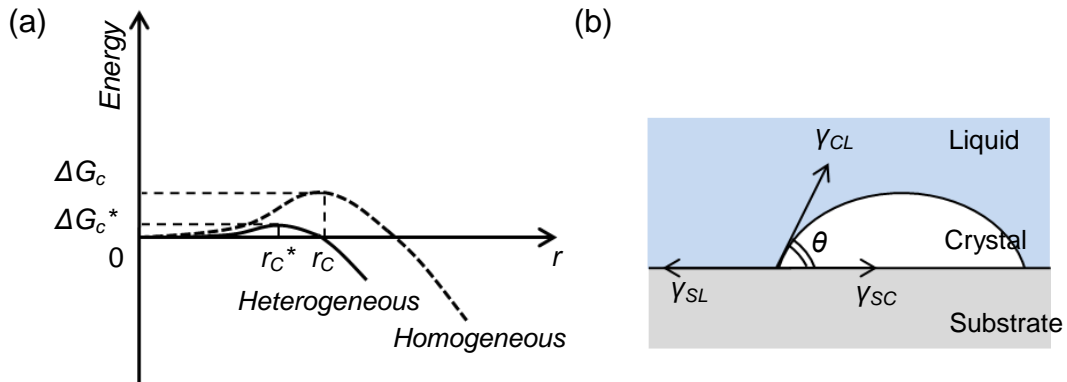 (a)
Energy
ΔGc
ΔGc*
0
rC*
rC
r
Heterogeneous
Homogeneous
(b)
γCL
Liquid
θ
Crystal
γSL
γSC
Substrate